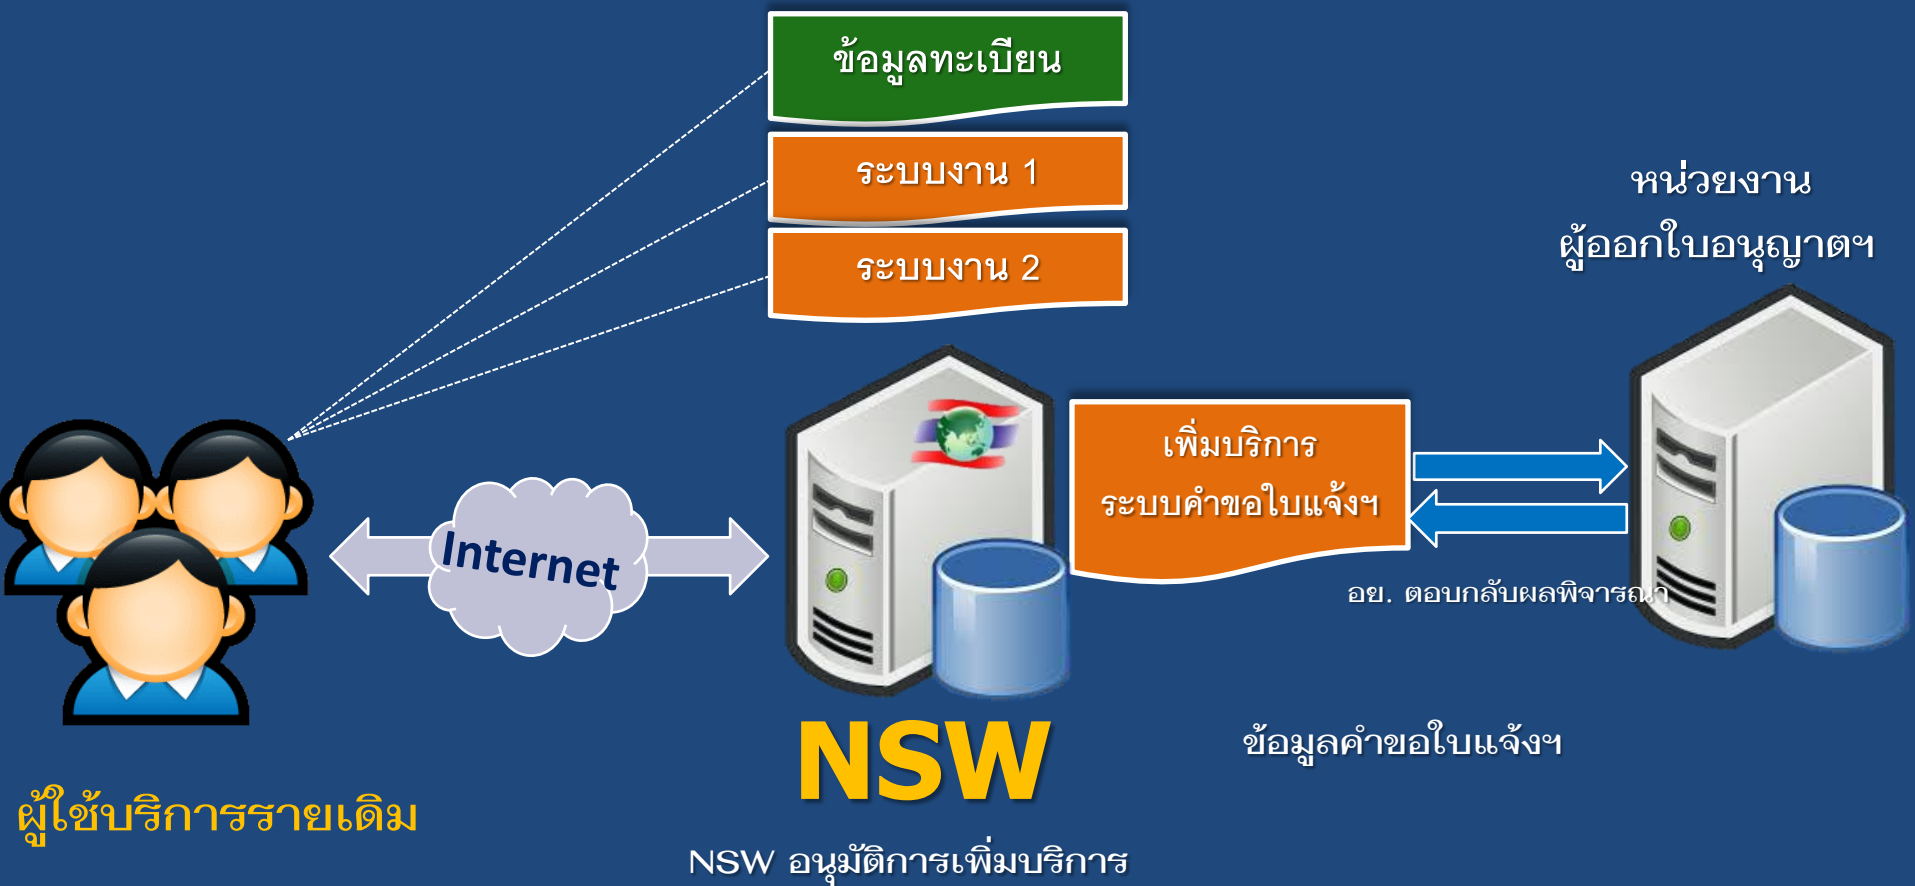 ข้อมูลทะเบียน
ระบบงาน 1
ระบบงาน 2
หน่วยงาน
ผู้ออกใบอนุญาตฯ
เพิ่มบริการ
ระบบคำขอใบแจ้งฯ
Internet
อย. ตอบกลับผลพิจารณา
NSW
ข้อมูลคำขอใบแจ้งฯ
ผู้ใช้บริการรายเดิม
NSW อนุมัติการเพิ่มบริการ